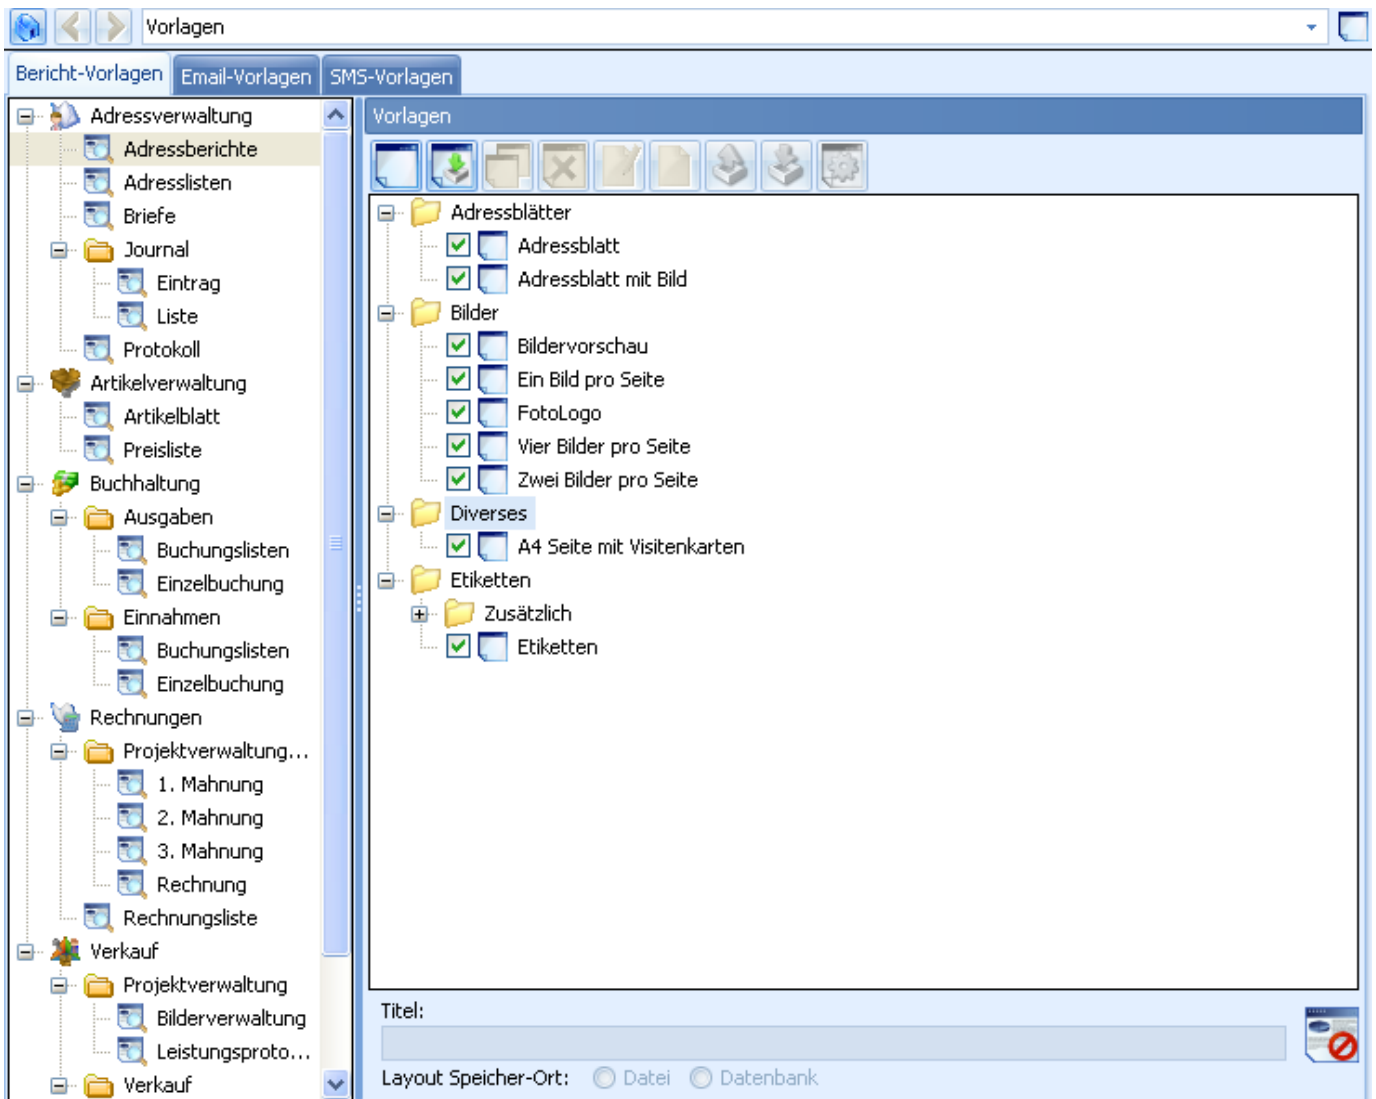 Vorlagen
Bericht-Vorlagen
Email-Vorlagen
SMS-Vorlagen
Adressverwaltung
Adressberichte
Adresslisten
Briefe
Journal
Eintrag
Liste
Protokoll
Artikelverwaltung
Artikelblatt
Preisliste
Buchhaltung
Ausgaben
Buchungslisten
Einzelbuchung
Einnahmen
Buchungslisten
Einzelbuchung
Rechnungen
Projektverwaltung...
1. Mahnung
2. Mahnung
3. Mahnung
Rechnung
Rechnungsliste
Verkauf
Projektverwaltung
Bilderverwaltung
Leistungsproto...
Verkauf
Vorlagen
Adressblätter
Adressblatt
Adressblatt mit Bild
Bilder
Bildervorschau
Ein Bild pro Seite
FotoLogo
Vier Bilder pro Seite
Zwei Bilder pro Seite
Diverses
A4 Seite mit Visitenkarten
Etiketten
Zusätzlich
Etiketten
Titel:
Layout Speicher-Ort: Datei Datenbank